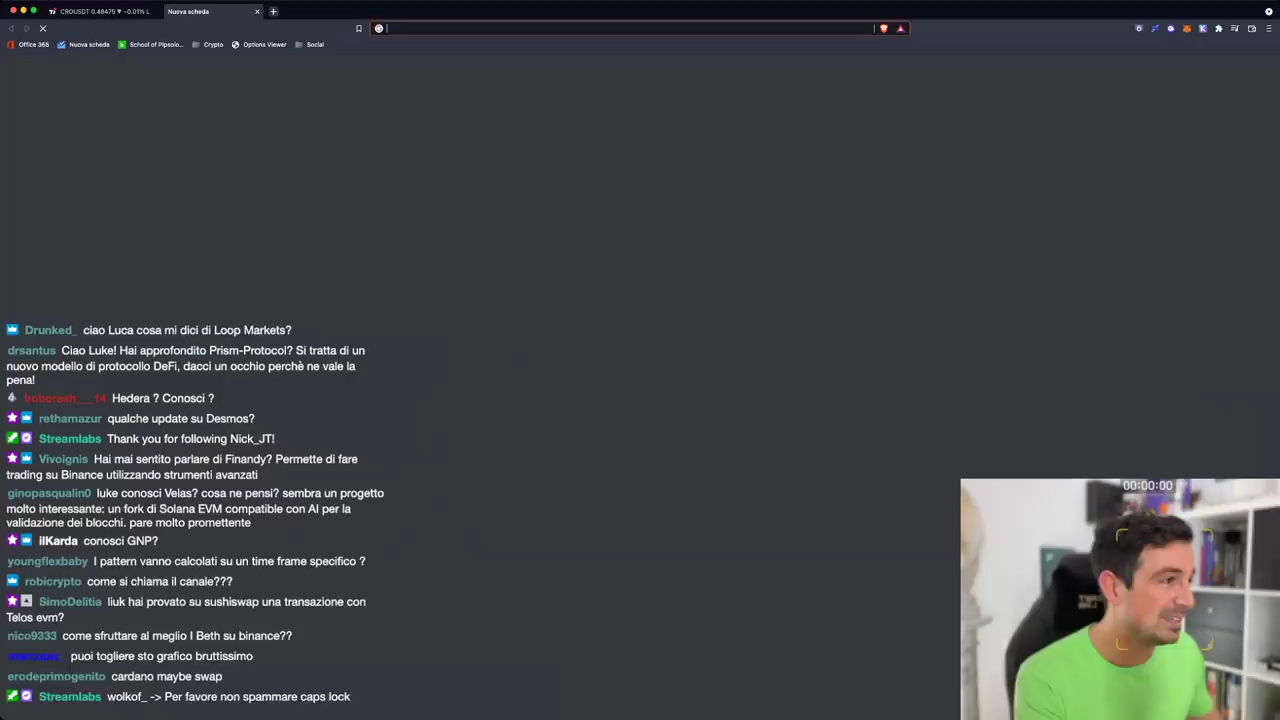 CROUSDT 0.48475 ▼ −0.01% L
Nuova scheda
Office 365
Nuova scheda
School of Pipsolo...
Crypto
Options Viewer
Social
Drunked_ ciao Luca cosa mi dici di Loop Markets?
drsantus Ciao Luke! Hai approfondito Prism-Protocol? Si tratta di un
nuovo modello di protocollo DeFi, dacci un occhio perchè ne vale la
pena!
Hedera ? Conosci ?
rethamazur qualche update su Desmos?
Streamlabs Thank you for following Nick_JT!
Vivoignis Hai mai sentito parlare di Finandy? Permette di fare
trading su Binance utilizzando strumenti avanzati
ginopasqualin0 luke conosci Velas? cosa ne pensi? sembra un progetto
molto interessante: un fork di Solana EVM compatible con AI per la
validazione dei blocchi. pare molto promettente
ilKarda conosci GNP?
youngflexbaby I pattern vanno calcolati su un time frame specifico ?
robicrypto come si chiama il canale???
SimoDelitia liuk hai provato su sushiswap una transazione con
Telos evm?
nico9333 come sfruttare al meglio I Beth su binance??
puoi togliere sto grafico bruttissimo
erodeprimogenito cardano maybe swap
Streamlabs wolkof_ -> Per favore non spammare caps lock
00:00:00